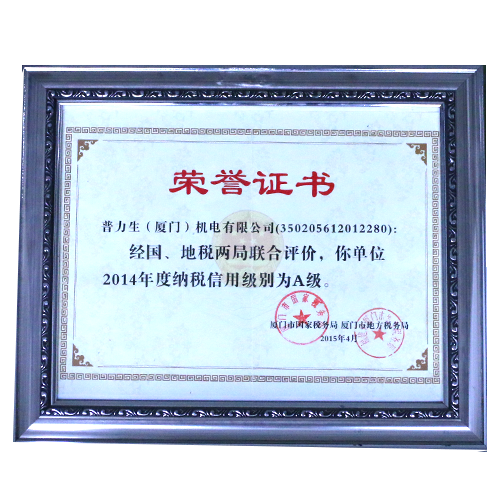 荣誉证书
普力生（厦门）机电有限公司(350205612012280):
经国、地税两局联合评价，你单位
2014年度纳税信用级别为A级。
厦门市国家税务局 厦门市地方税务局
2015年4月